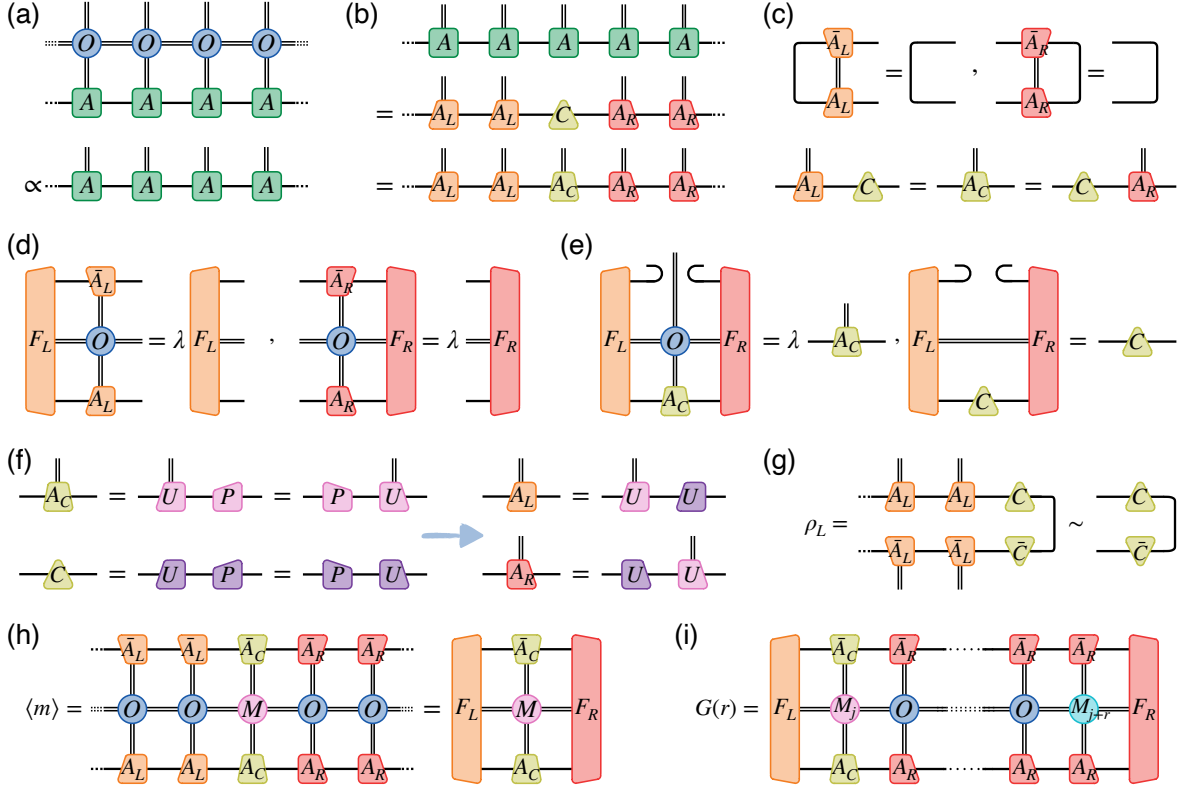 (a)
O O O O
A A A A
∝ A A A A
(b)
A A A A A
= A_L A_L C A_R A_R
= A_L A_L A_C A_R A_R
(c)
Ā_L Ā_R
= , =
A_L A_R
A_L C = A_C = C A_R
(d)
Ā_L Ā_R
F_L O = λ F_L , O F_R = λ F_R
A_L A_R
(e)
F_L O F_R = λ A_C , F_L F_R = C
A_C C
(f)
A_C = U P = P U
C = U P = P U
A_L = U U
A_R = U U
(g)
A_L A_L C C
ρ_L = ~
Ā_L Ā_L C̄ C̄
(h)
Ā_L Ā_L Ā_C Ā_R Ā_R Ā_C
⟨m⟩ = O O M O O = F_L M F_R
A_L A_L A_C A_R A_R A_C
(i)
Ā_C Ā_R Ā_R Ā_R
G(r) = F_L M_j O O M_{j+r} F_R
A_C A_R A_R A_R